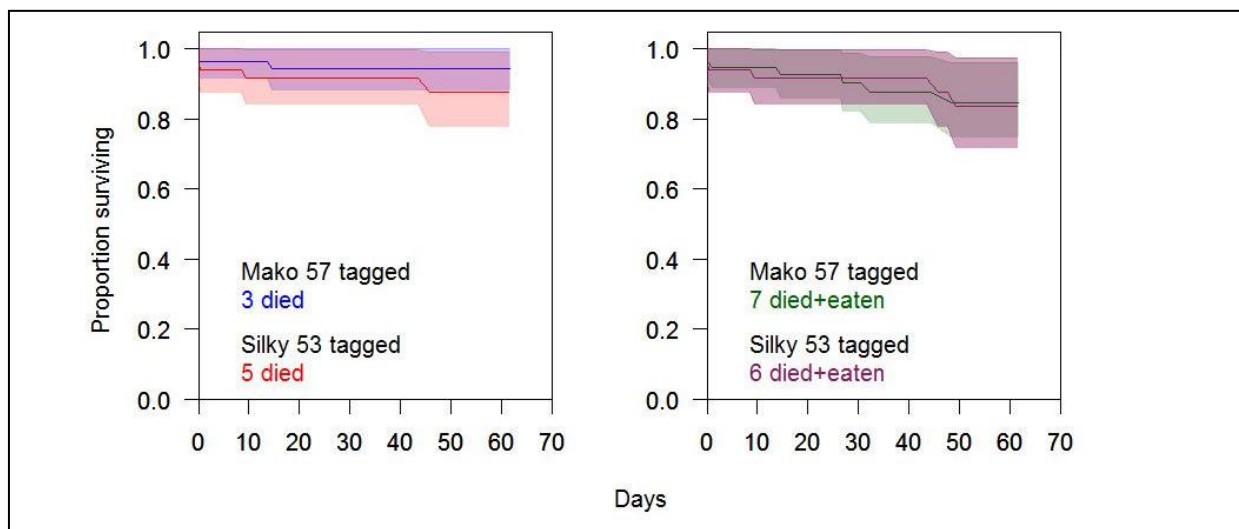 Proportion surviving
1.0
0.8
0.6
0.4
0.2
0.0
Mako 57 tagged
3 died
Silky 53 tagged
5 died
0 10 20 30 40 50 60 70
1.0
0.8
0.6
0.4
0.2
0.0
Mako 57 tagged
7 died+eaten
Silky 53 tagged
6 died+eaten
0 10 20 30 40 50 60 70
Days